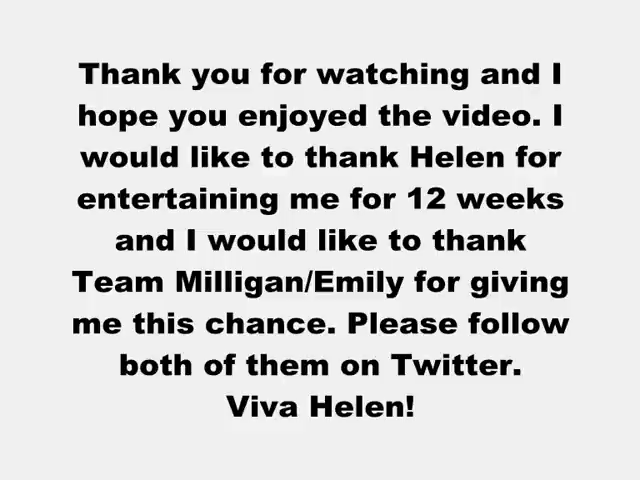 Thank you for watching and I
hope you enjoyed the video. I
would like to thank Helen for
entertaining me for 12 weeks
and I would like to thank
Team Milligan/Emily for giving
me this chance. Please follow
both of them on Twitter.
Viva Helen!